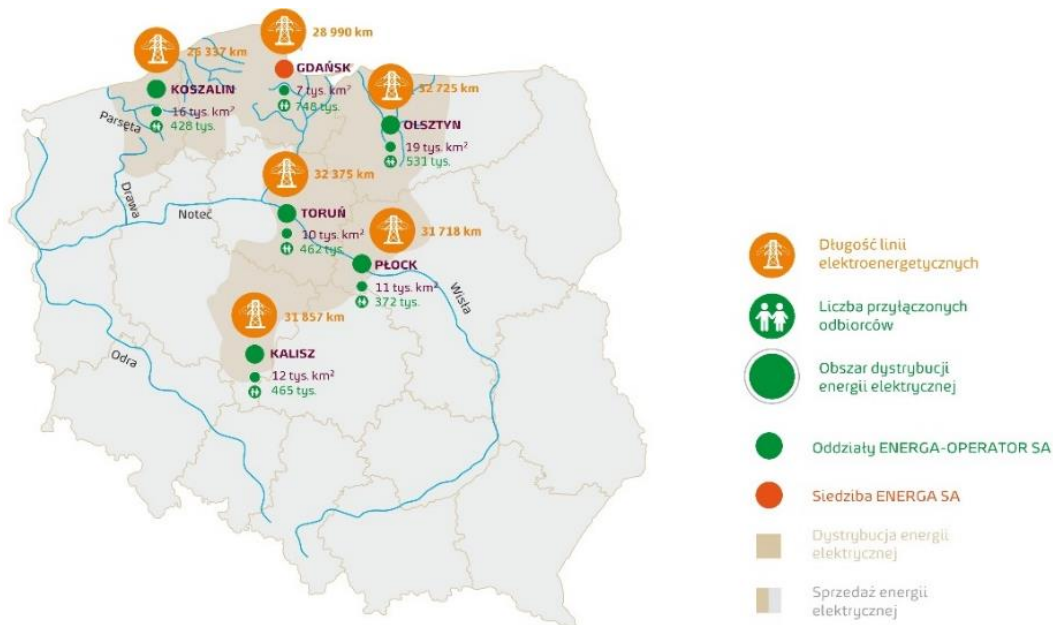 28 990 km
26 337 km
GDAŃSK
7 tys. km²
748 tys.
32 725 km
KOSZALIN
16 tys. km²
428 tys.
Parsęta
OLSZTYN
19 tys. km²
531 tys.
32 375 km
Drawa
Noteć
TORUŃ
10 tys. km²
462 tys.
31 718 km
PŁOCK
11 tys. km²
372 tys.
Wisła
31 857 km
KALISZ
12 tys. km²
465 tys.
Odra
Długość linii
elektroenergetycznych
Liczba przyłączonych
odbiorców
Obszar dystrybucji
energii elektrycznej
Oddziały ENERGA-OPERATOR SA
Siedziba ENERGA SA
Dystrybucja energii
elektrycznej
Sprzedaż energii
elektrycznej